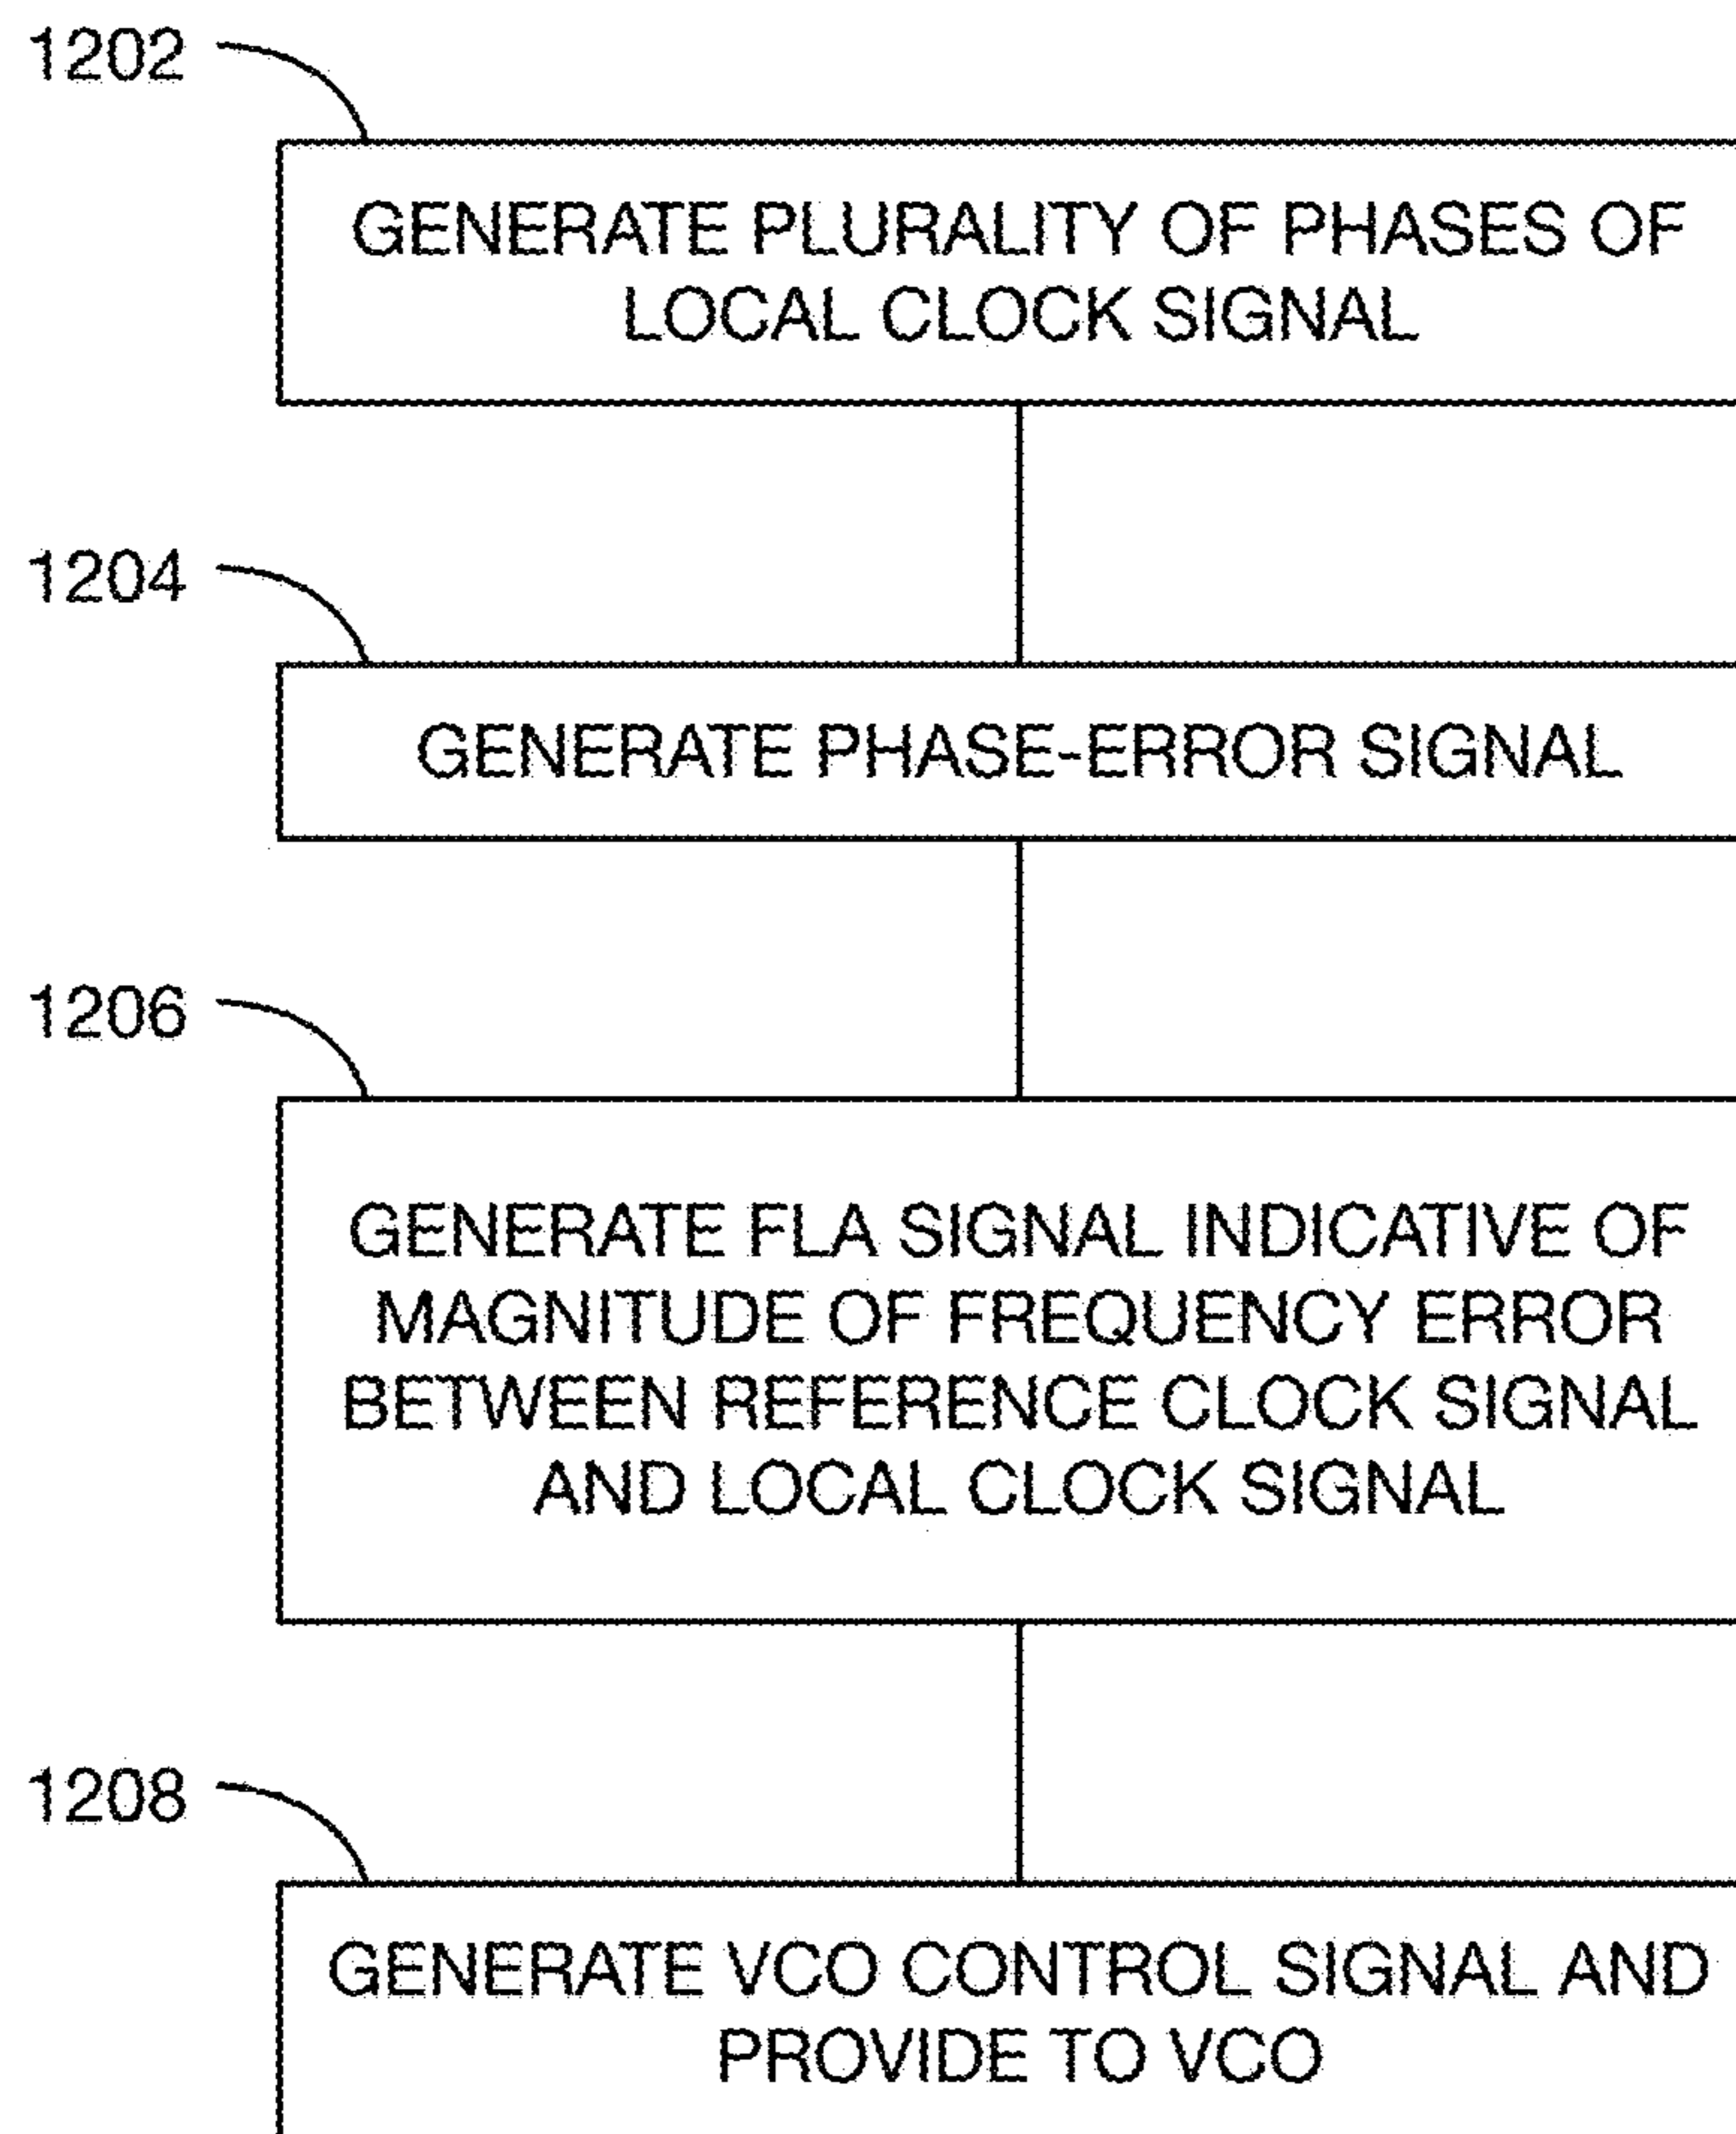 1202
GENERATE PLURALITY OF PHASES OF
LOCAL CLOCK SIGNAL
1204
GENERATE PHASE-ERROR SIGNAL
1206
GENERATE FLA SIGNAL INDICATIVE OF
MAGNITUDE OF FREQUENCY ERROR
BETWEEN REFERENCE CLOCK SIGNAL
AND LOCAL CLOCK SIGNAL
1208
GENERATE VCO CONTROL SIGNAL AND
PROVIDE TO VCO